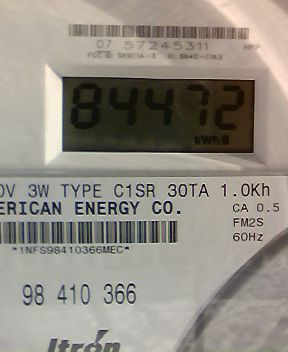 07 57245311
84472
kWh
0V 3W TYPE C1SR 30TA 1.0Kh
ERICAN ENERGY CO.
CA 0.5
FM2S
60Hz
*1NFS98410366MEC*
98 410 366
Itrón